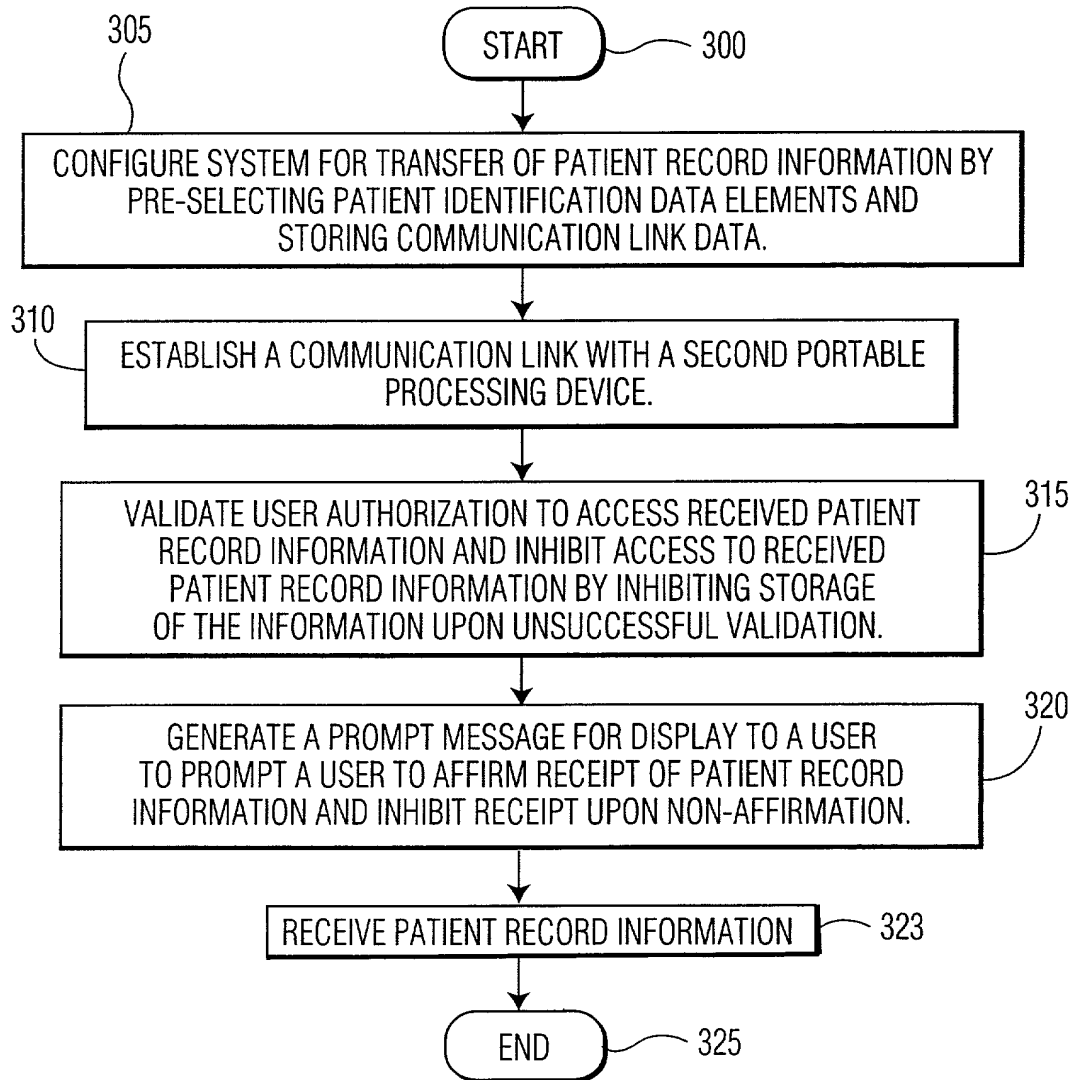 305
START
300
CONFIGURE SYSTEM FOR TRANSFER OF PATIENT RECORD INFORMATION BY
PRE-SELECTING PATIENT IDENTIFICATION DATA ELEMENTS AND
STORING COMMUNICATION LINK DATA.
310
ESTABLISH A COMMUNICATION LINK WITH A SECOND PORTABLE
PROCESSING DEVICE.
315
VALIDATE USER AUTHORIZATION TO ACCESS RECEIVED PATIENT
RECORD INFORMATION AND INHIBIT ACCESS TO RECEIVED
PATIENT RECORD INFORMATION BY INHIBITING STORAGE
OF THE INFORMATION UPON UNSUCCESSFUL VALIDATION.
320
GENERATE A PROMPT MESSAGE FOR DISPLAY TO A USER
TO PROMPT A USER TO AFFIRM RECEIPT OF PATIENT RECORD
INFORMATION AND INHIBIT RECEIPT UPON NON-AFFIRMATION.
RECEIVE PATIENT RECORD INFORMATION
323
END
325